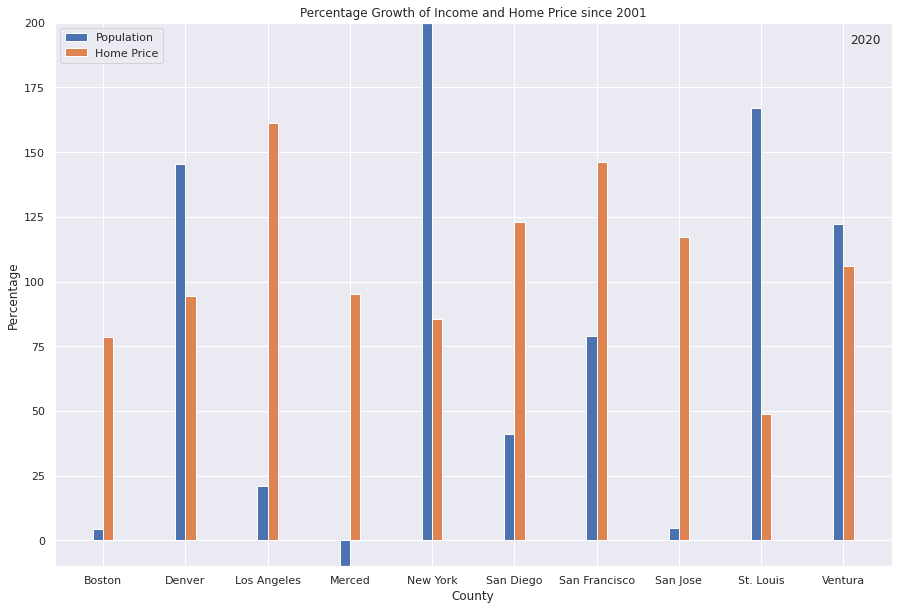 Percentage Growth of Income and Home Price since 2001
Population
Home Price
2020
200
175
150
125
100
75
50
25
0
Percentage
Boston Denver Los Angeles Merced New York San Diego San Francisco San Jose St. Louis Ventura
County